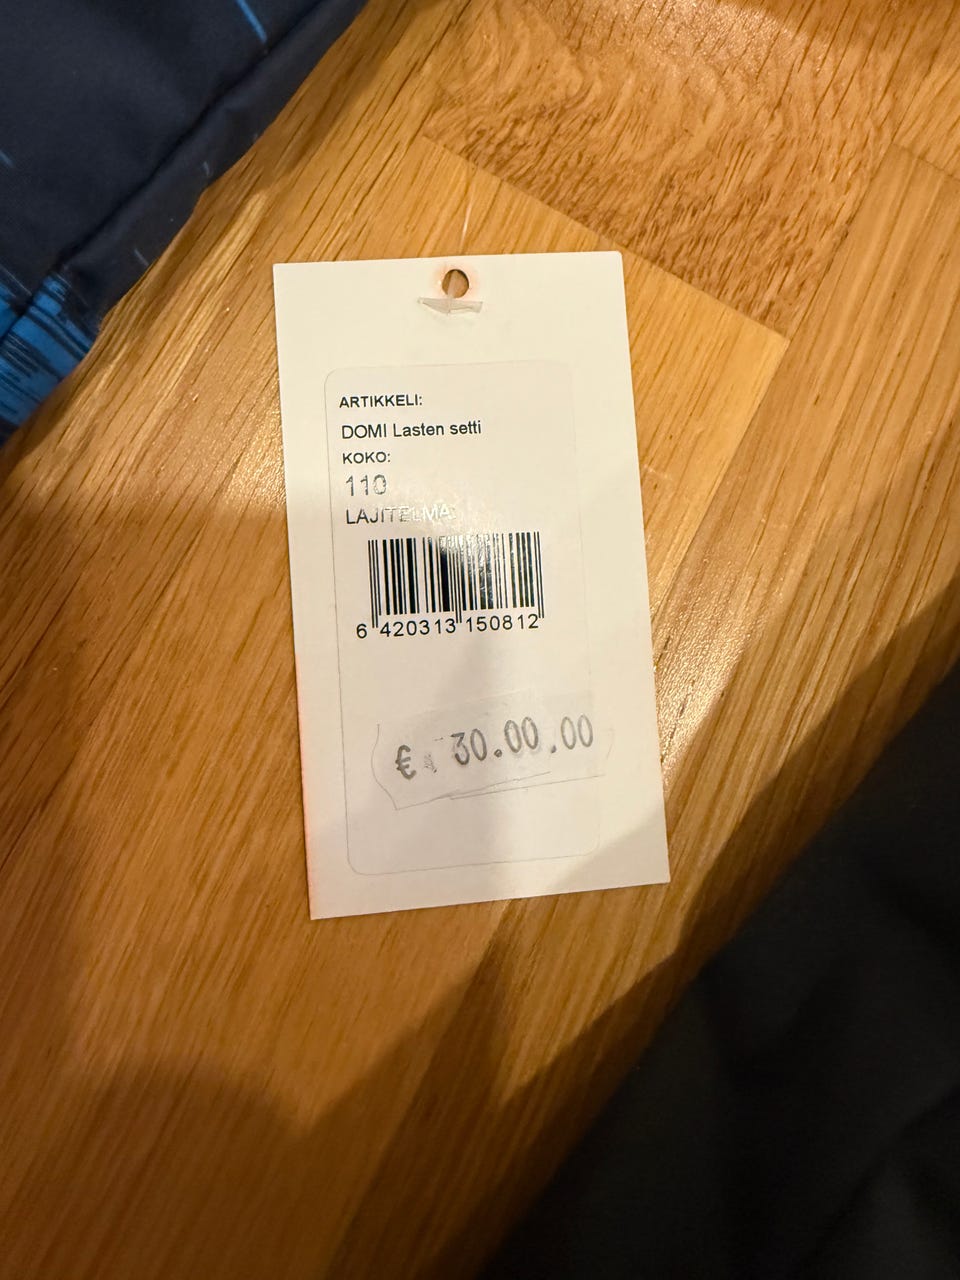 ARTIKKELI:
DOMI Lasten setti
KOKO:
110
LAJITELMA:
6 420313 150812
€ 30.00.00